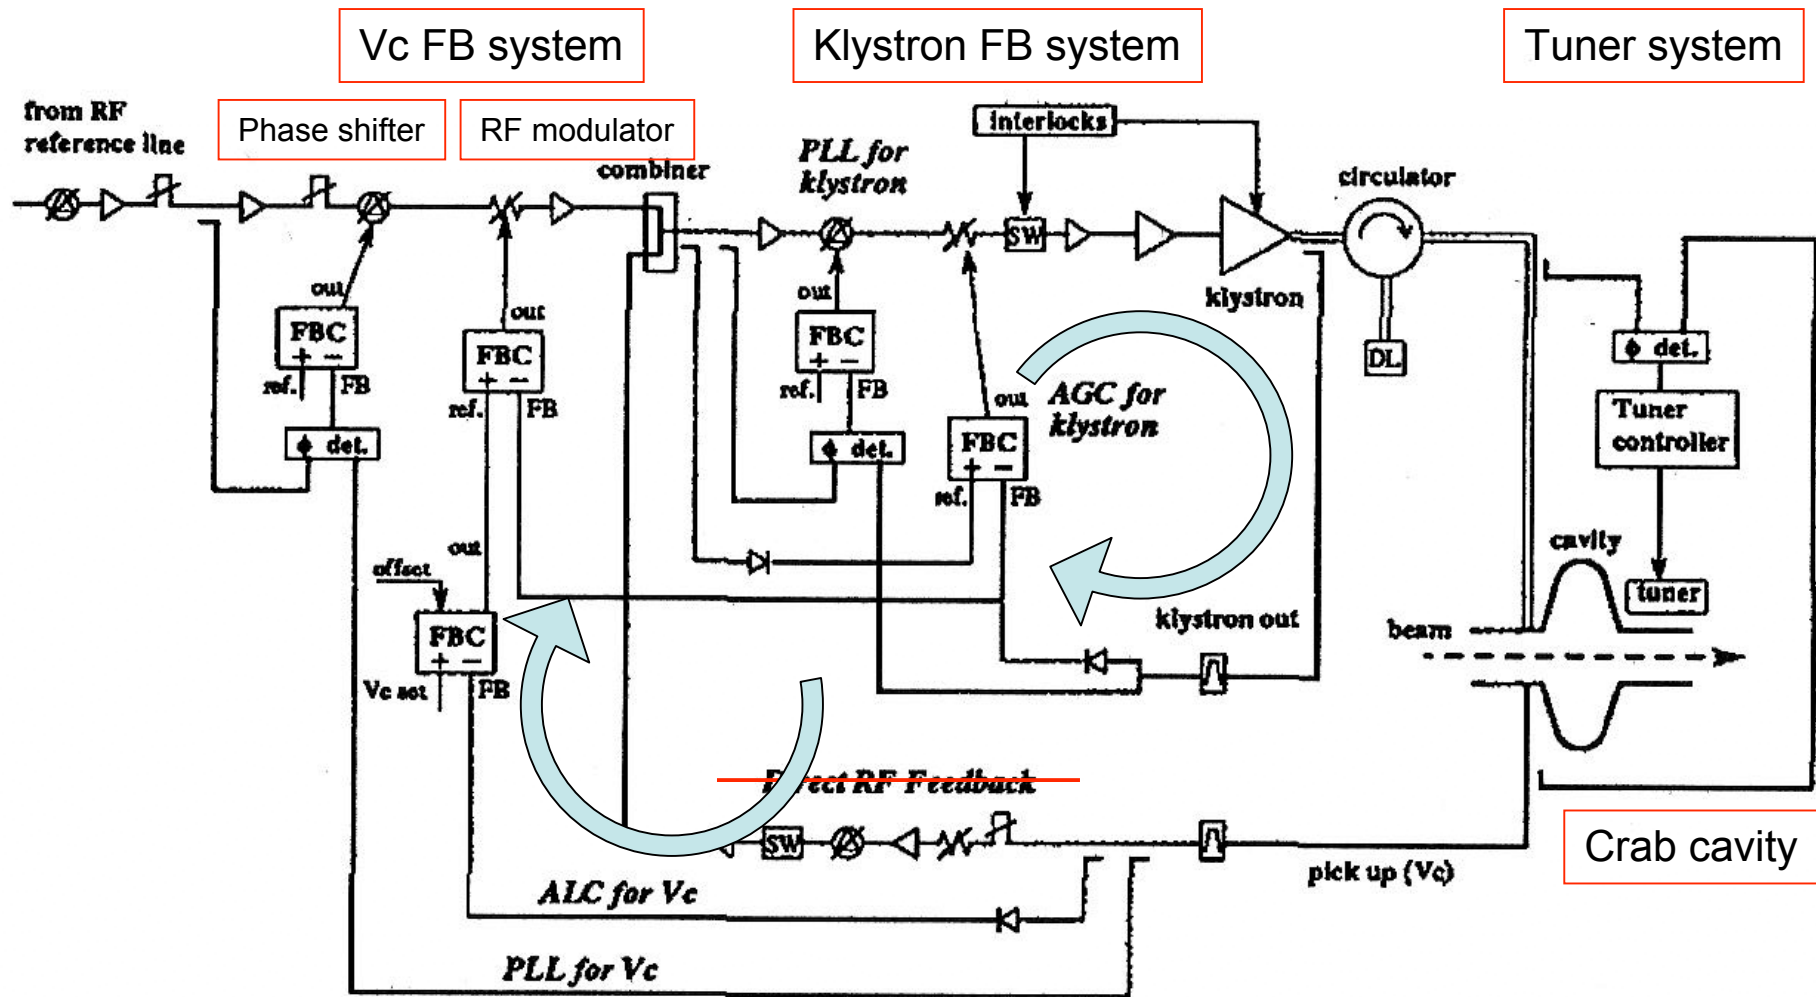 Vc FB system
Klystron FB system
Tuner system
from RF
reference line
Phase shifter
RF modulator
combiner
PLL for
klystron
interlocks
circulator
SW
klystron
DL
out
FBC
+ −
ref.
FB
ϕ det.
out
FBC
+ −
ref.
FB
out
FBC
+ −
ref.
FB
ϕ det.
out
FBC
+ −
ref.
FB
AGC for
klystron
ϕ det.
Tuner
controller
cavity
tuner
beam
out
offset
FBC
+ −
Vc set
FB
klystron out
Direct RF Feedback
SW
pick up (Vc)
Crab cavity
ALC for Vc
PLL for Vc